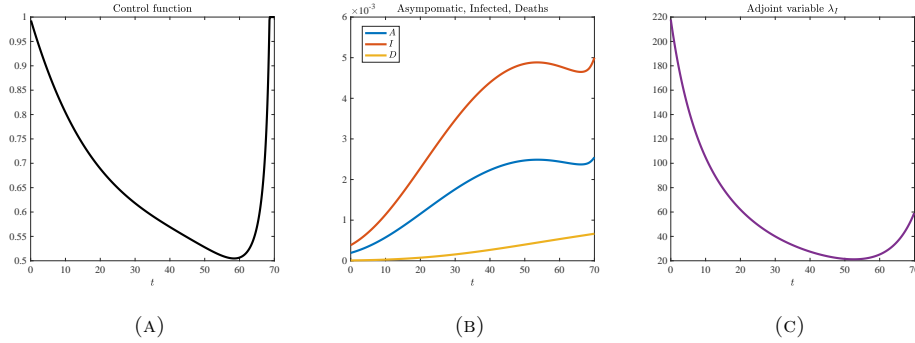 Control function
1
0.95
0.9
0.85
0.8
0.75
0.7
0.65
0.6
0.55
0.5
0 10 20 30 40 50 60 70
t
(A)
Asympomatic, Infected, Deaths
×10⁻³
6
5
4
3
2
1
0
A
I
D
0 10 20 30 40 50 60 70
t
(B)
Adjoint variable λ_I
220
200
180
160
140
120
100
80
60
40
20
0 10 20 30 40 50 60 70
t
(C)